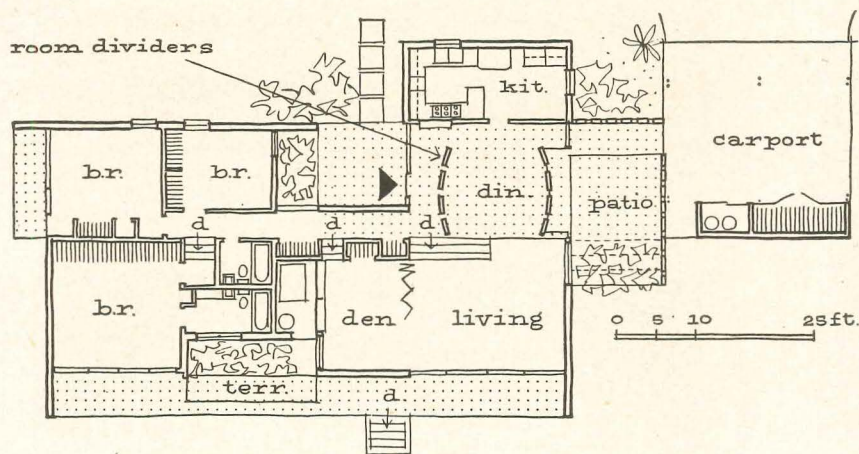 room dividers
kit.
carport
b.r.
b.r.
din.
patio
d
d
d
b.r.
den
living
0 5 10 25ft.
terr.
d